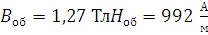 Bоб = 1,27 ТлHоб = 992 А/м